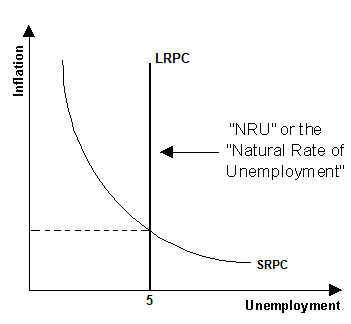 Inflation
LRPC
"NRU" or the
"Natural Rate of
Unemployment"
SRPC
5
Unemployment